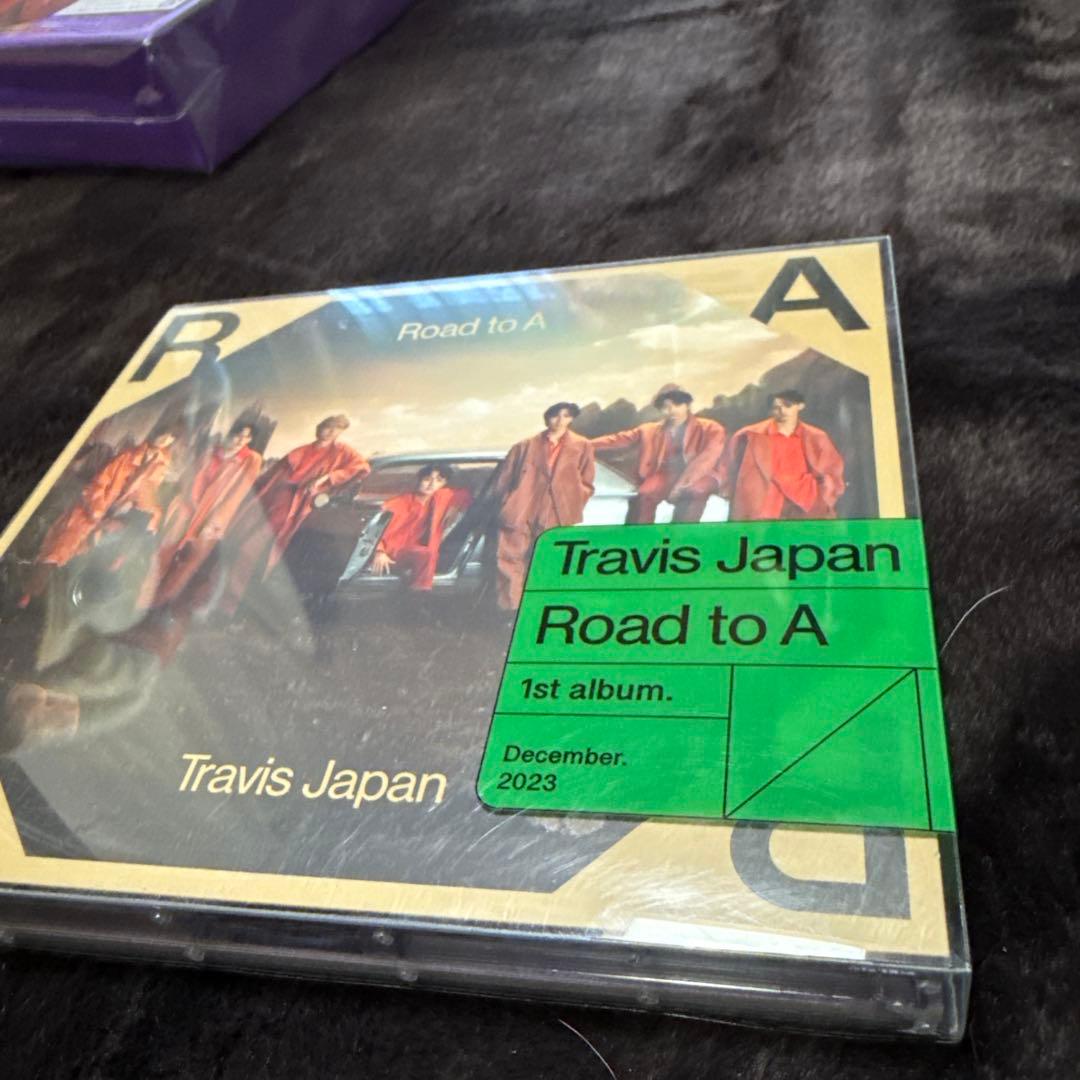 R A
Road to A
Travis Japan
Road to A
1st album.
December.
2023
Travis Japan
D